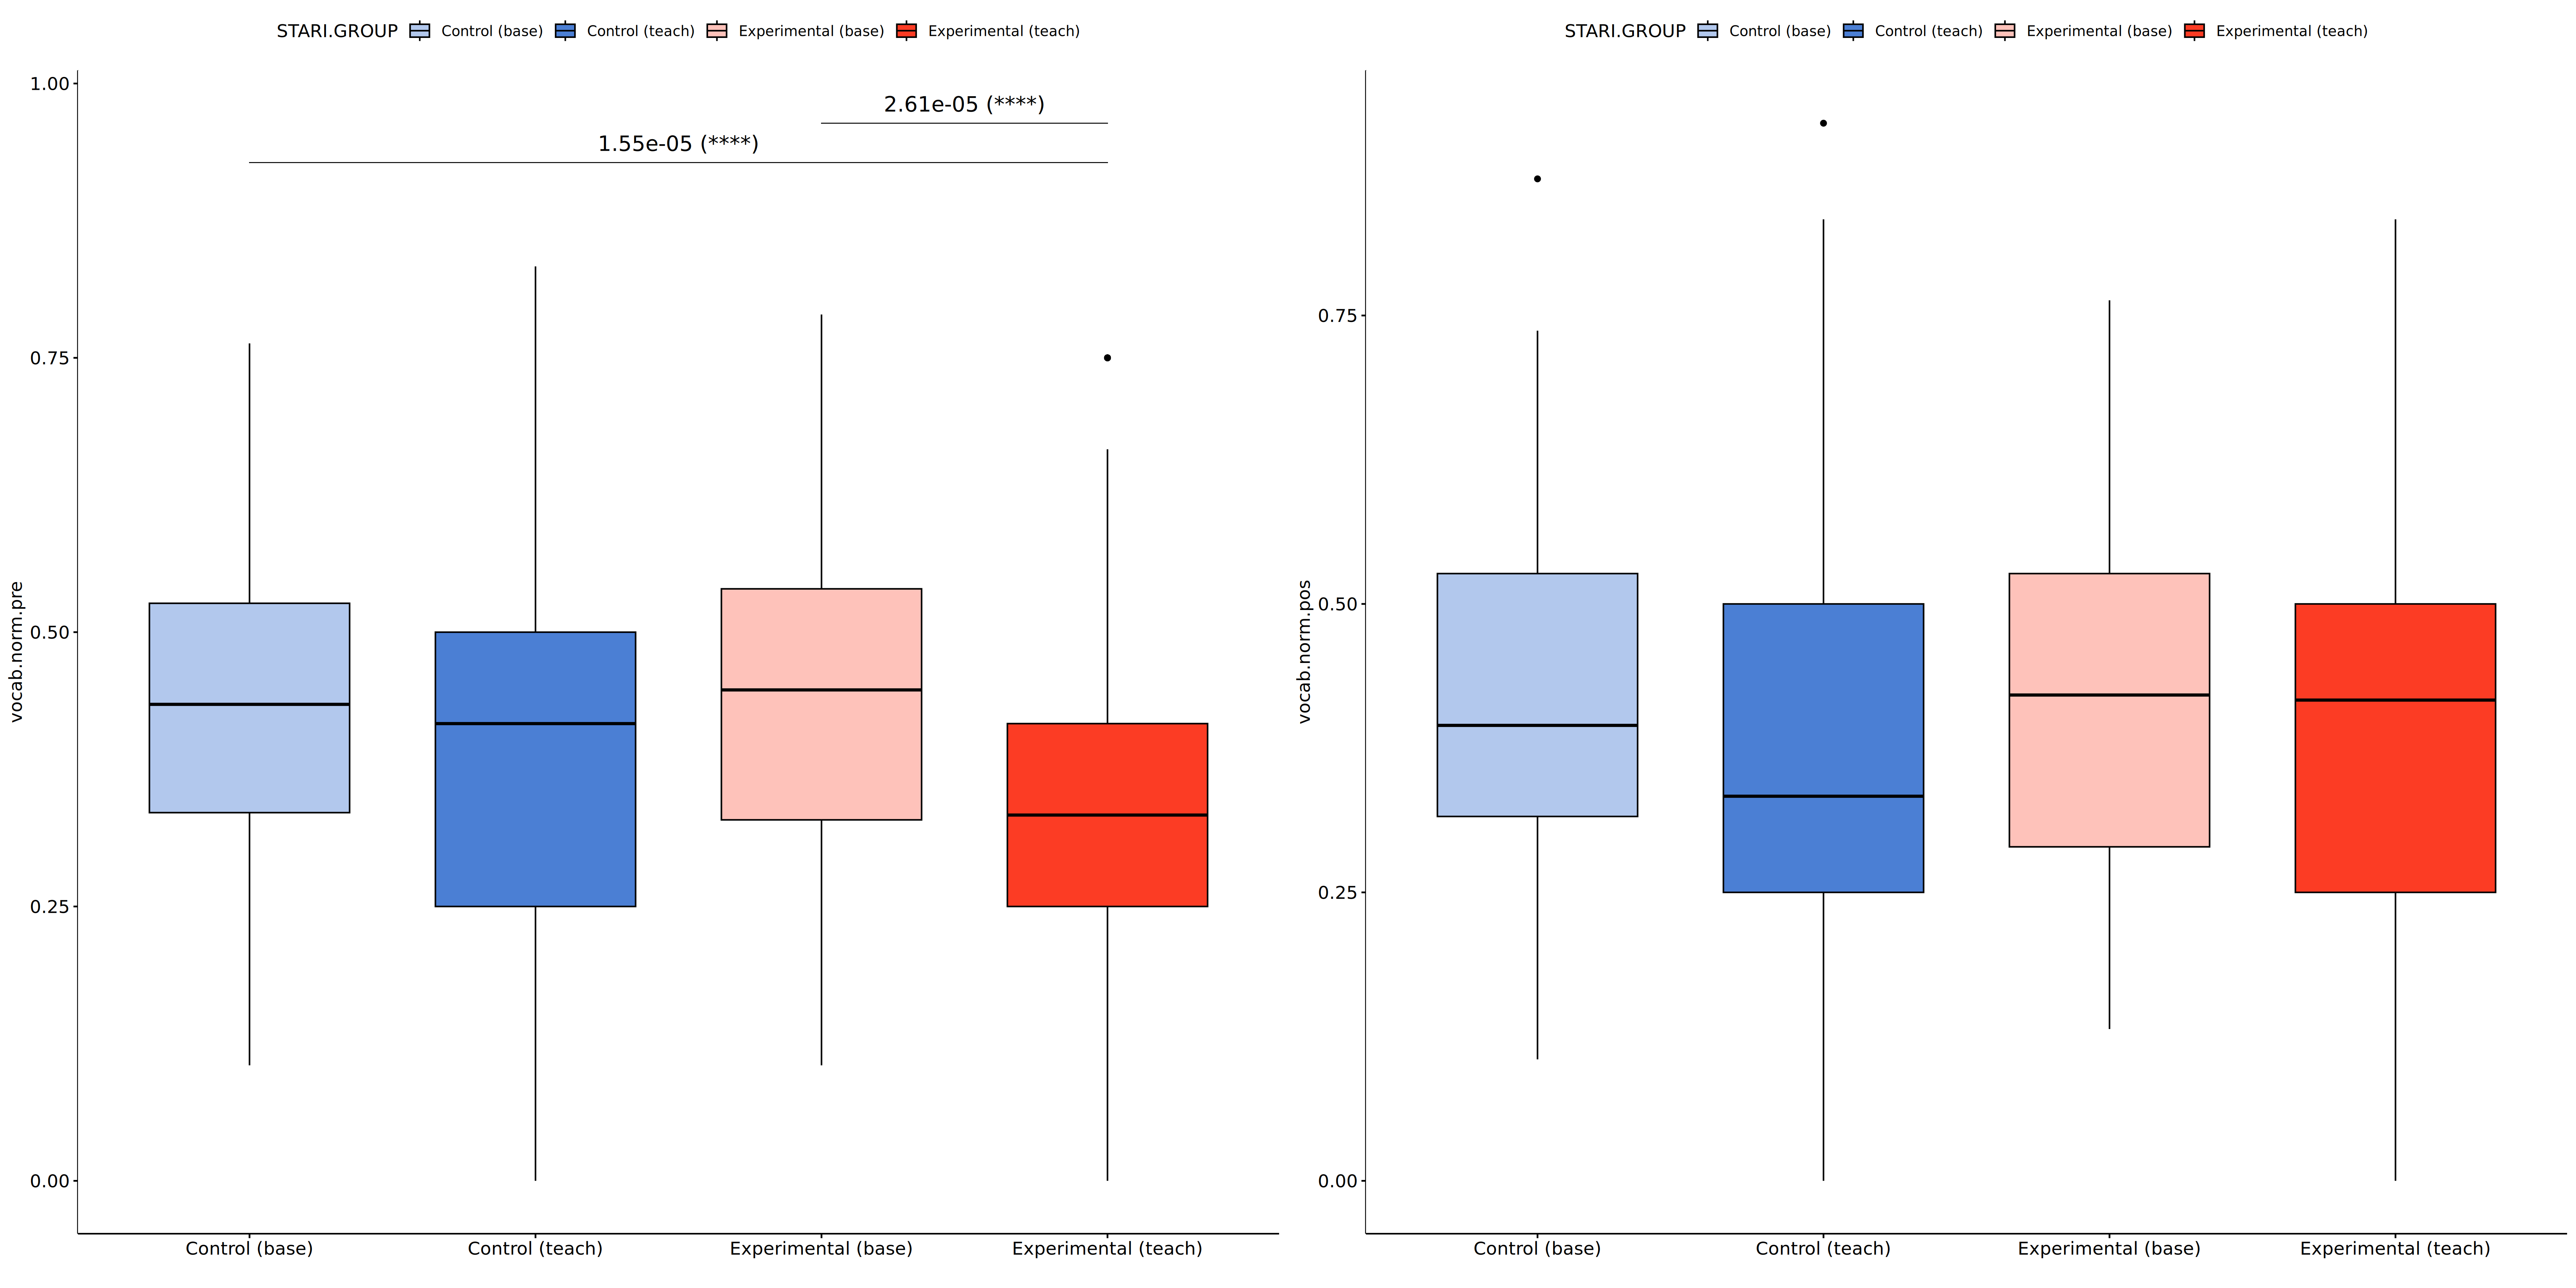 STARI.GROUP Control (base) Control (teach) Experimental (base) Experimental (teach)
1.00
0.75
0.50
0.25
0.00
vocab.norm.pre
2.61e-05 (****)
1.55e-05 (****)
Control (base) Control (teach) Experimental (base) Experimental (teach)
STARI.GROUP Control (base) Control (teach) Experimental (base) Experimental (teach)
0.75
0.50
0.25
0.00
vocab.norm.pos
Control (base) Control (teach) Experimental (base) Experimental (teach)